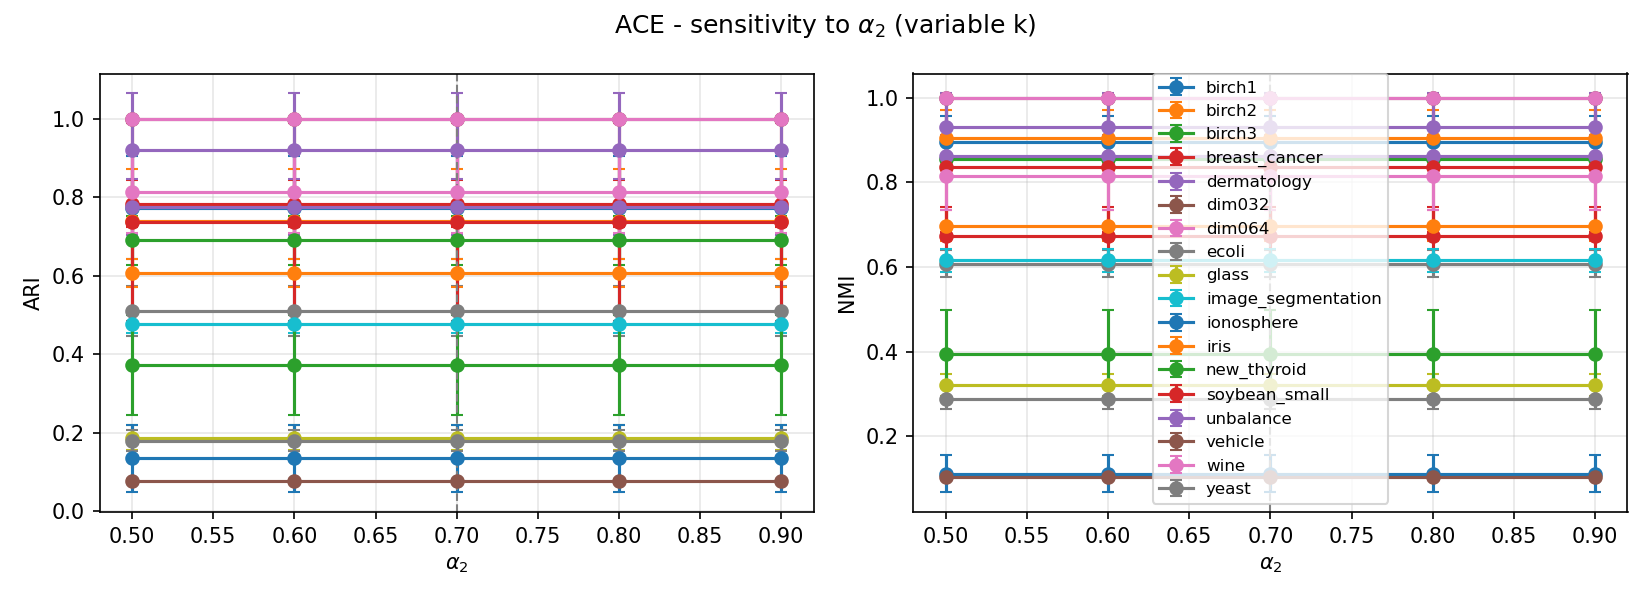 ACE - sensitivity to α₂ (variable k)
ARI
1.0
0.8
0.6
0.4
0.2
0.0
0.50 0.55 0.60 0.65 0.70 0.75 0.80 0.85 0.90
α₂
NMI
1.0
0.8
0.6
0.4
0.2
birch1
birch2
birch3
breast_cancer
dermatology
dim032
dim064
ecoli
glass
image_segmentation
ionosphere
iris
new_thyroid
soybean_small
unbalance
vehicle
wine
yeast
0.50 0.55 0.60 0.65 0.70 0.75 0.80 0.85 0.90
α₂